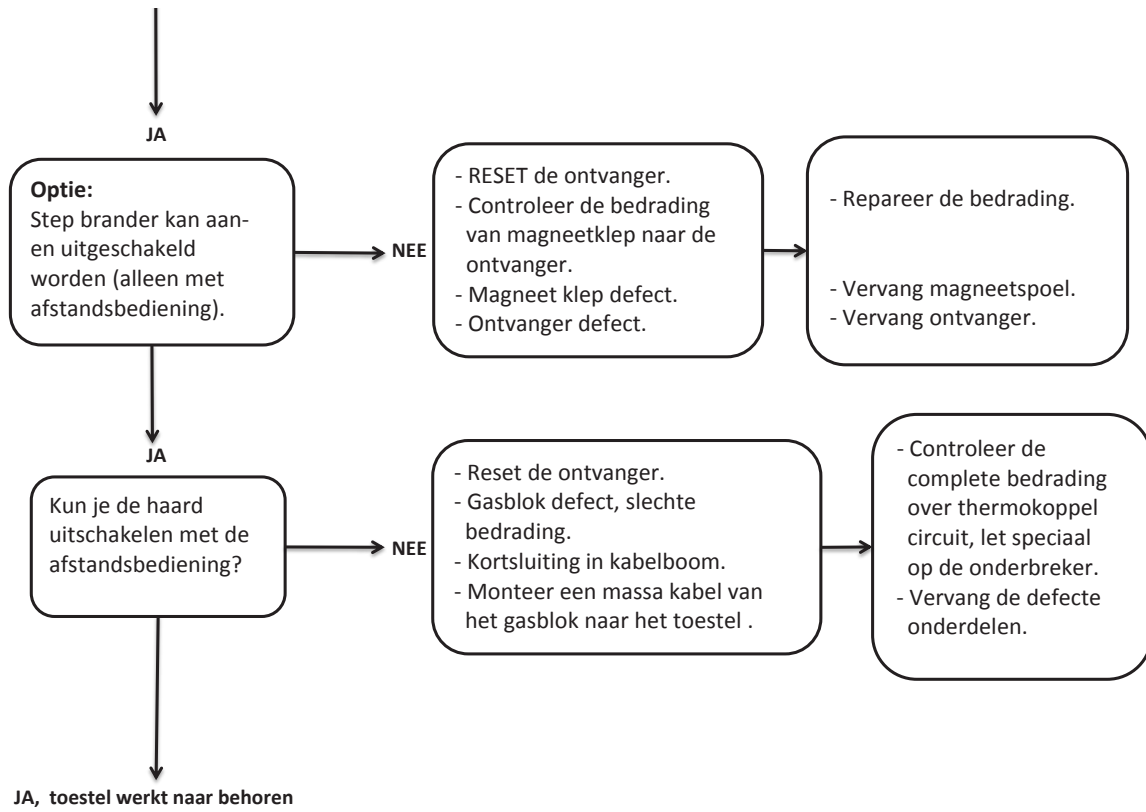 JA
Optie:
Step brander kan aan-
en uitgeschakeld
worden (alleen met
afstandsbediening).
NEE
- RESET de ontvanger.
- Controleer de bedrading
van magneetklep naar de
ontvanger.
- Magneet klep defect.
- Ontvanger defect.
- Repareer de bedrading.
- Vervang magneetspoel.
- Vervang ontvanger.
JA
Kun je de haard
uitschakelen met de
afstandsbediening?
NEE
- Reset de ontvanger.
- Gasblok defect, slechte
bedrading.
- Kortsluiting in kabelboom.
- Monteer een massa kabel van
het gasblok naar het toestel .
- Controleer de
complete bedrading
over thermokoppel
circuit, let speciaal
op de onderbreker.
- Vervang de defecte
onderdelen.
JA, toestel werkt naar behoren